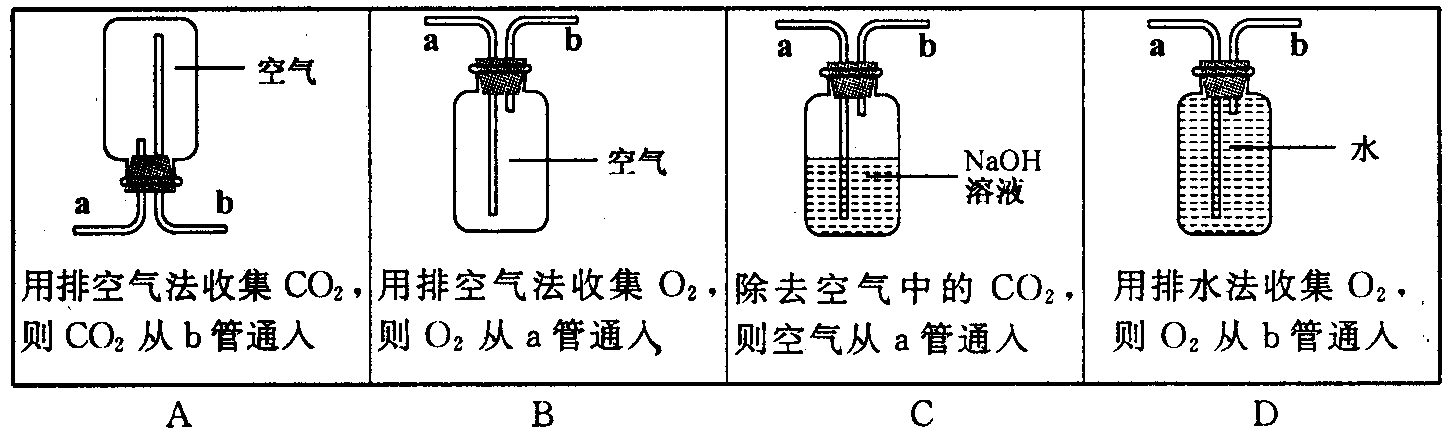 空气
a b
用排空气法收集 CO₂，
则 CO₂ 从 b 管通入
A
a b
空气
用排空气法收集 O₂，
则 O₂ 从 a 管通入
B
a b
NaOH
溶液
除去空气中的 CO₂，
则空气从 a 管通入
C
a b
水
用排水法收集 O₂，
则 O₂ 从 b 管通入
D